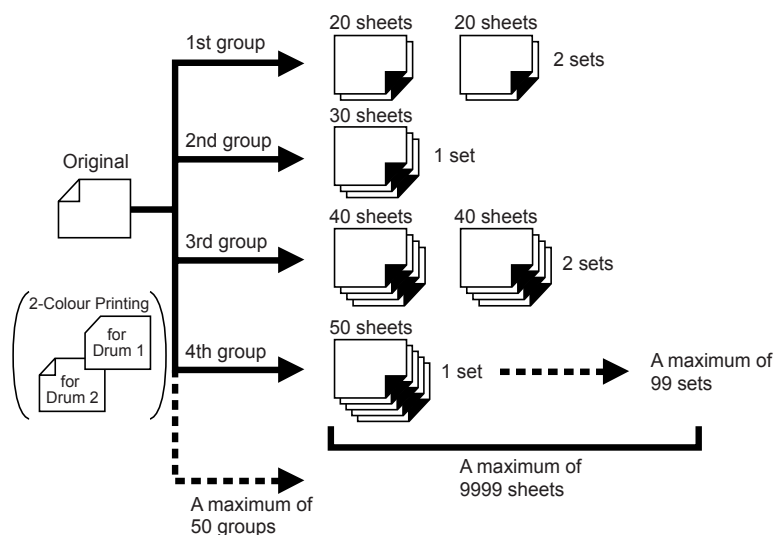 20 sheets
20 sheets
1st group
2 sets
30 sheets
2nd group
1 set
Original
40 sheets
40 sheets
3rd group
2 sets
2-Colour Printing
for
Drum 1
for
Drum 2
50 sheets
4th group
1 set
A maximum of
99 sets
A maximum of
9999 sheets
A maximum of
50 groups